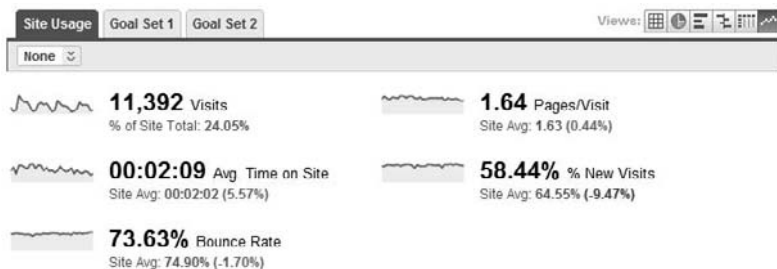 Site Usage Goal Set 1 Goal Set 2 Views:
None
11,392 Visits
% of Site Total: 24.05%
1.64 Pages/Visit
Site Avg: 1.63 (0.44%)
00:02:09 Avg. Time on Site
Site Avg: 00:02:02 (5.57%)
58.44% % New Visits
Site Avg: 64.55% (-9.47%)
73.63% Bounce Rate
Site Avg: 74.90% (-1.70%)